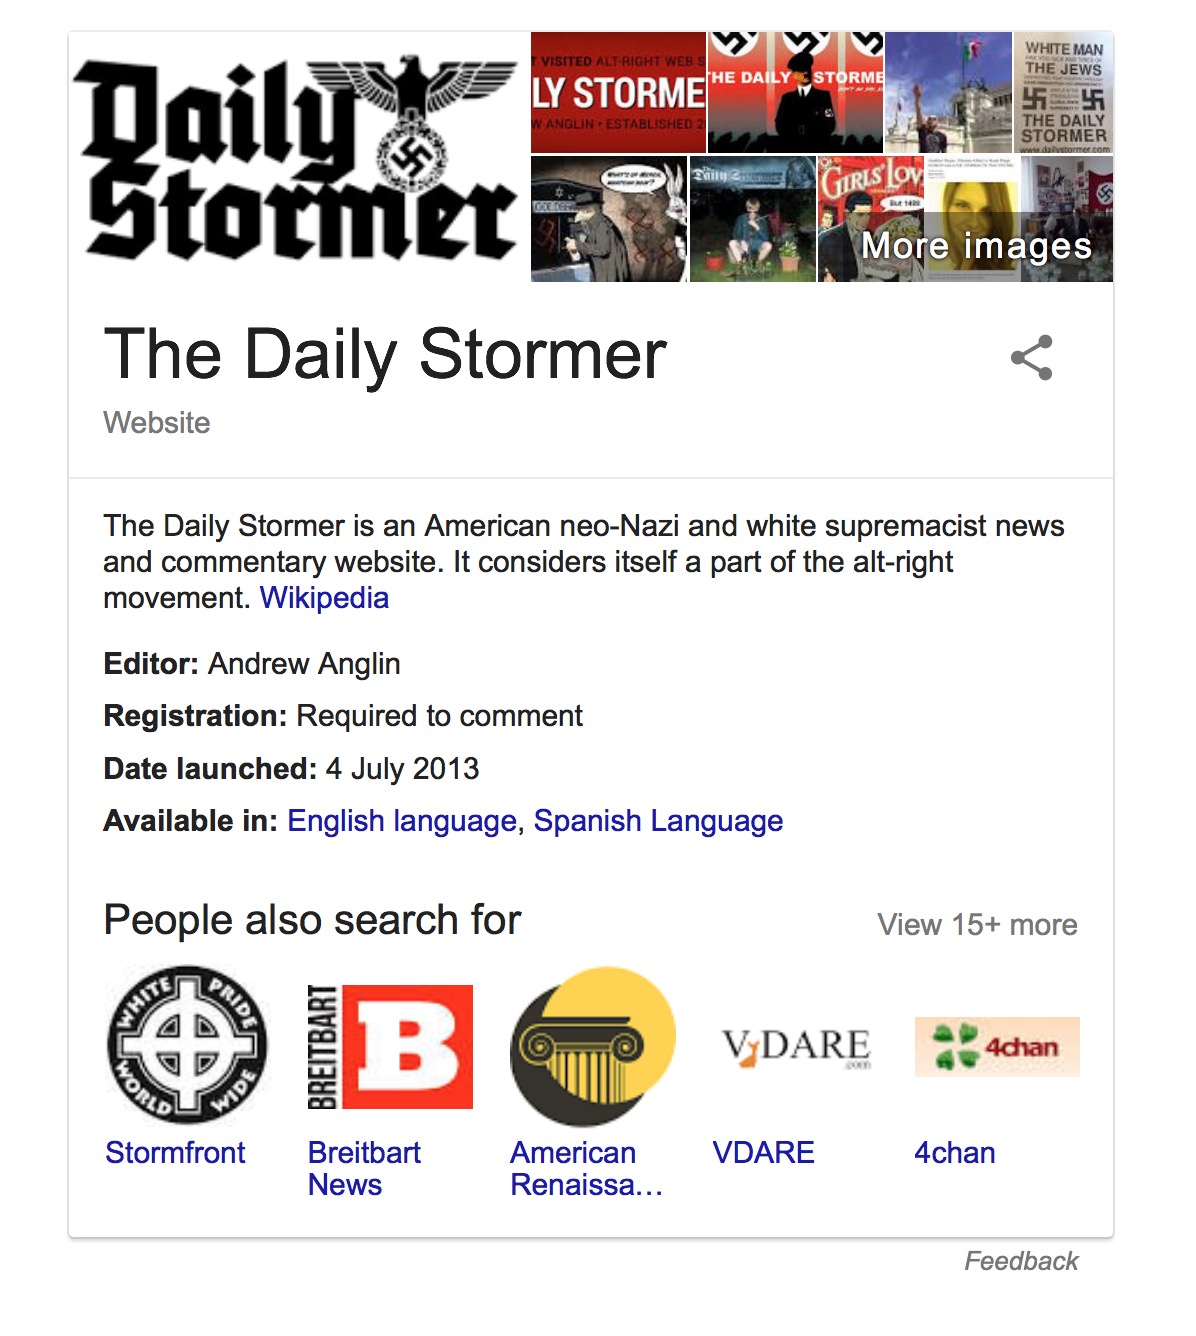 Daily
Stormer
T VISITED ALT-RIGHT WEB S
LY STORME
W ANGLIN • ESTABLISHED 2
THE DAILY STORME
WHITE MAN
THE JEWS
THE DAILY
STORMER
www.dailystormer.com
GIRLS' LOV
But 1488
More images
The Daily Stormer
Website
The Daily Stormer is an American neo-Nazi and white supremacist news
and commentary website. It considers itself a part of the alt-right
movement. Wikipedia
Editor: Andrew Anglin
Registration: Required to comment
Date launched: 4 July 2013
Available in: English language, Spanish Language
People also search for
View 15+ more
WHITE PRIDE
WORLD WIDE
BREITBART
B
VDARE
.com
4chan
Stormfront
Breitbart
News
American
Renaissa...
VDARE
4chan
Feedback